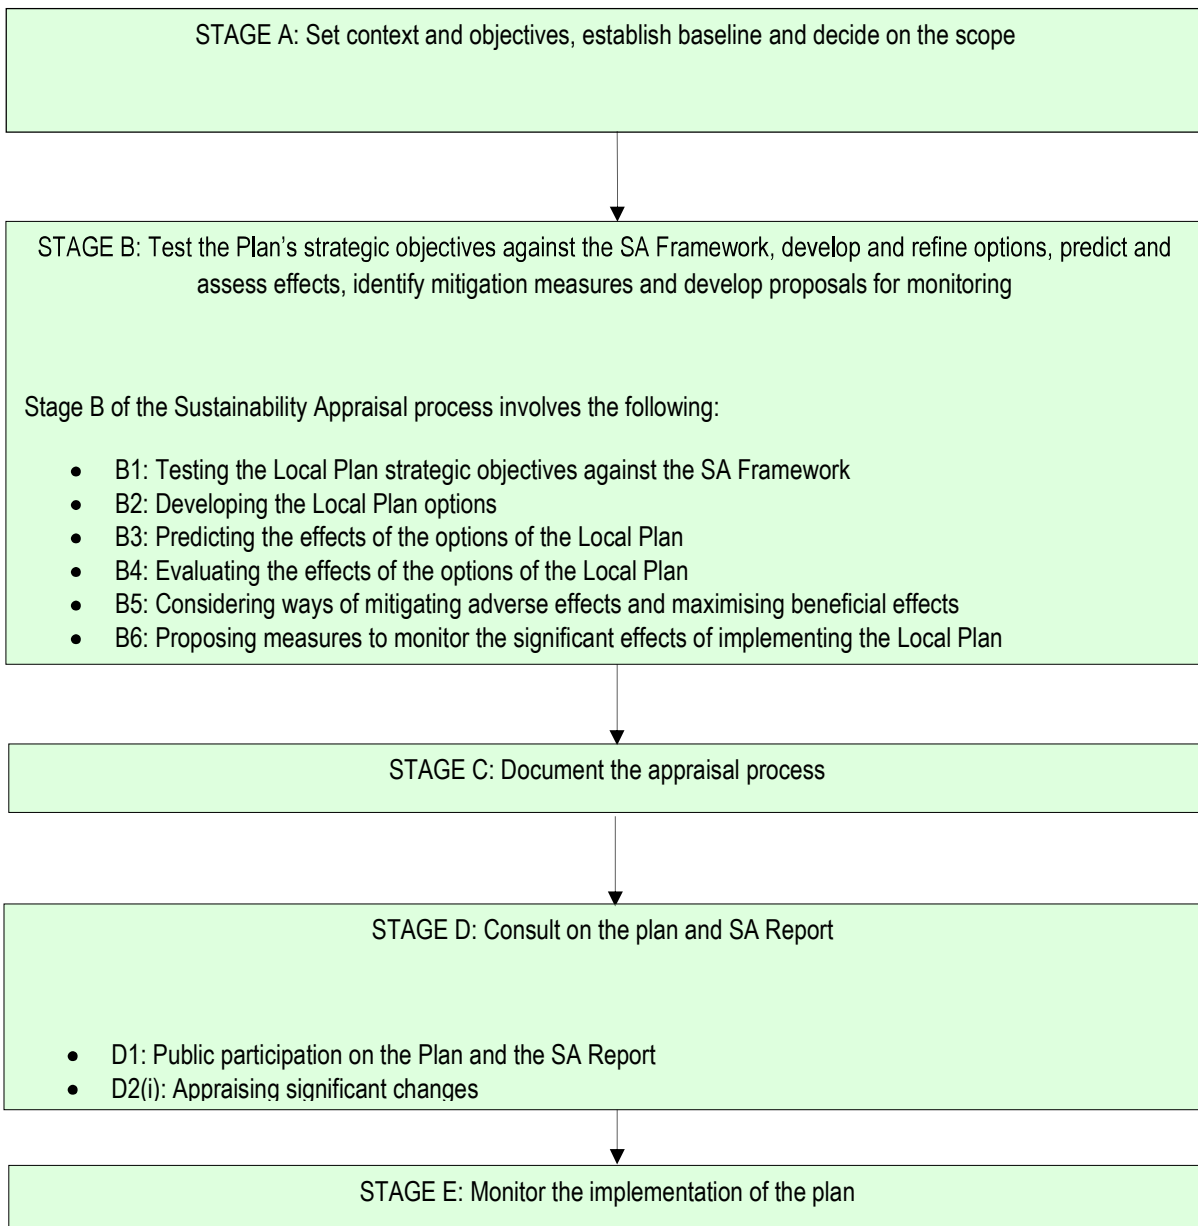 STAGE A: Set context and objectives, establish baseline and decide on the scope
STAGE B: Test the Plan’s strategic objectives against the SA Framework, develop and refine options, predict and
assess effects, identify mitigation measures and develop proposals for monitoring
Stage B of the Sustainability Appraisal process involves the following:
• B1: Testing the Local Plan strategic objectives against the SA Framework
• B2: Developing the Local Plan options
• B3: Predicting the effects of the options of the Local Plan
• B4: Evaluating the effects of the options of the Local Plan
• B5: Considering ways of mitigating adverse effects and maximising beneficial effects
• B6: Proposing measures to monitor the significant effects of implementing the Local Plan
STAGE C: Document the appraisal process
STAGE D: Consult on the plan and SA Report
• D1: Public participation on the Plan and the SA Report
• D2(i): Appraising significant changes
STAGE E: Monitor the implementation of the plan